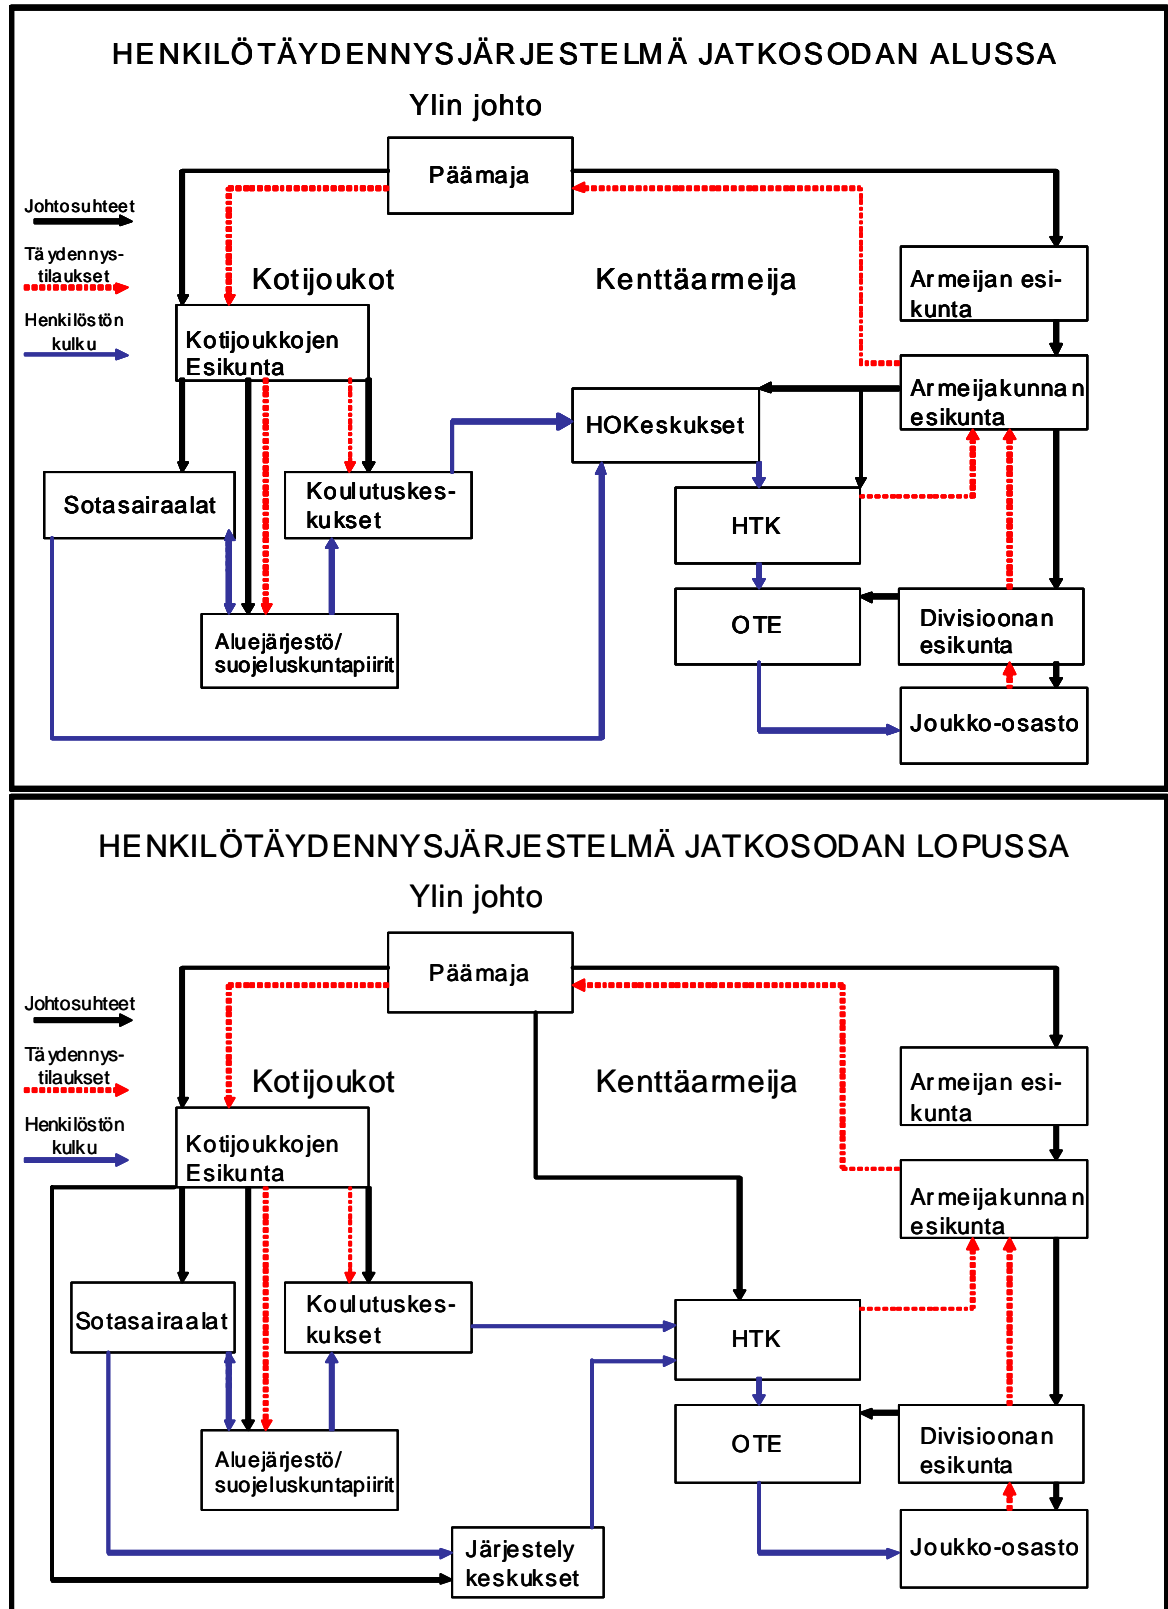 HENKILÖTÄYDENNYSJÄRJESTELMÄ JATKOSODAN ALUSSA
Ylin johto
Päämaja
Johtosuhteet
Täydennys-
tilaukset
Henkilöstön
kulku
Kotijoukot
Kenttäarmeija
Armeijan esi-
kunta
Kotijoukkojen
Esikunta
Armeijakunnan
esikunta
HOKeskukset
Sotasairaalat
Koulutuskes-
kukset
HTK
OTE
Divisioonan
esikunta
Aluejärjestö/
suojeluskuntapiirit
Joukko-osasto
HENKILÖTÄYDENNYSJÄRJESTELMÄ JATKOSODAN LOPUSSA
Ylin johto
Päämaja
Johtosuhteet
Täydennys-
tilaukset
Henkilöstön
kulku
Kotijoukot
Kenttäarmeija
Armeijan esi-
kunta
Kotijoukkojen
Esikunta
Armeijakunnan
esikunta
Sotasairaalat
Koulutuskes-
kukset
HTK
OTE
Divisioonan
esikunta
Aluejärjestö/
suojeluskuntapiirit
Järjestely
keskukset
Joukko-osasto